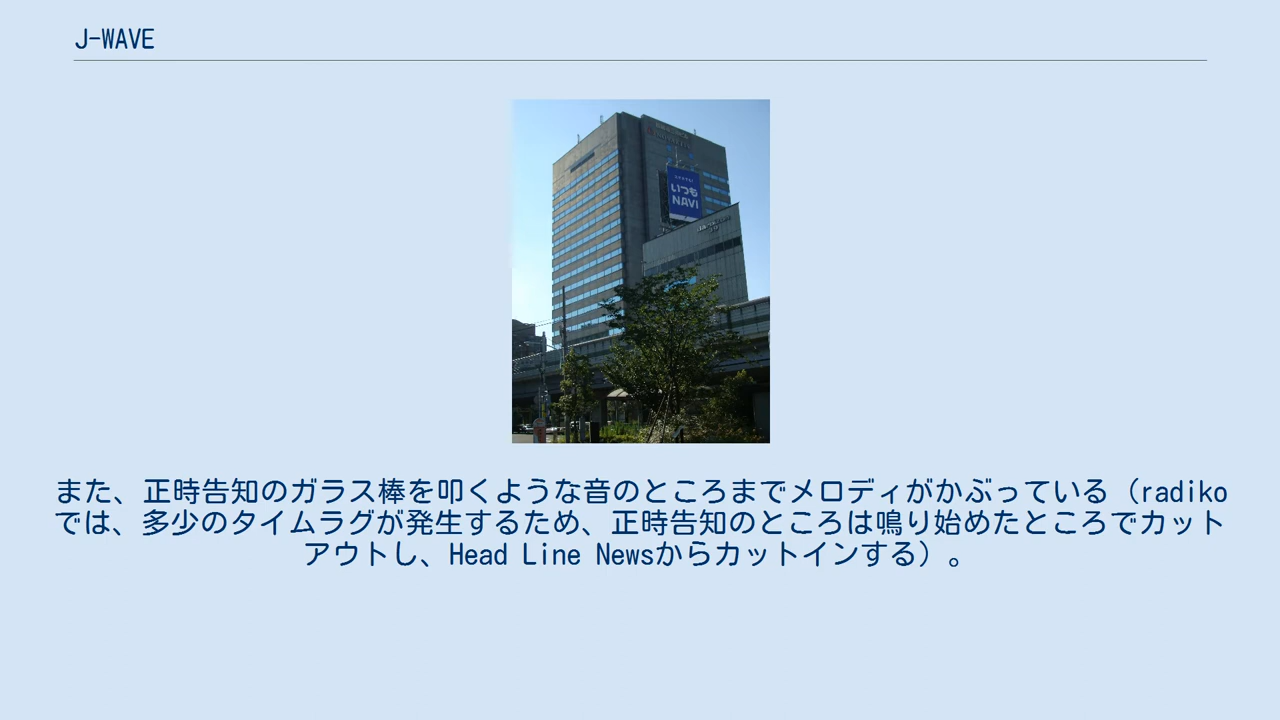 J-WAVE
いつも
NAVI
また、正時告知のガラス棒を叩くような音のところまでメロディがかぶっている（radiko
では、多少のタイムラグが発生するため、正時告知のところは鳴り始めたところでカット
アウトし、Head Line Newsからカットインする）。